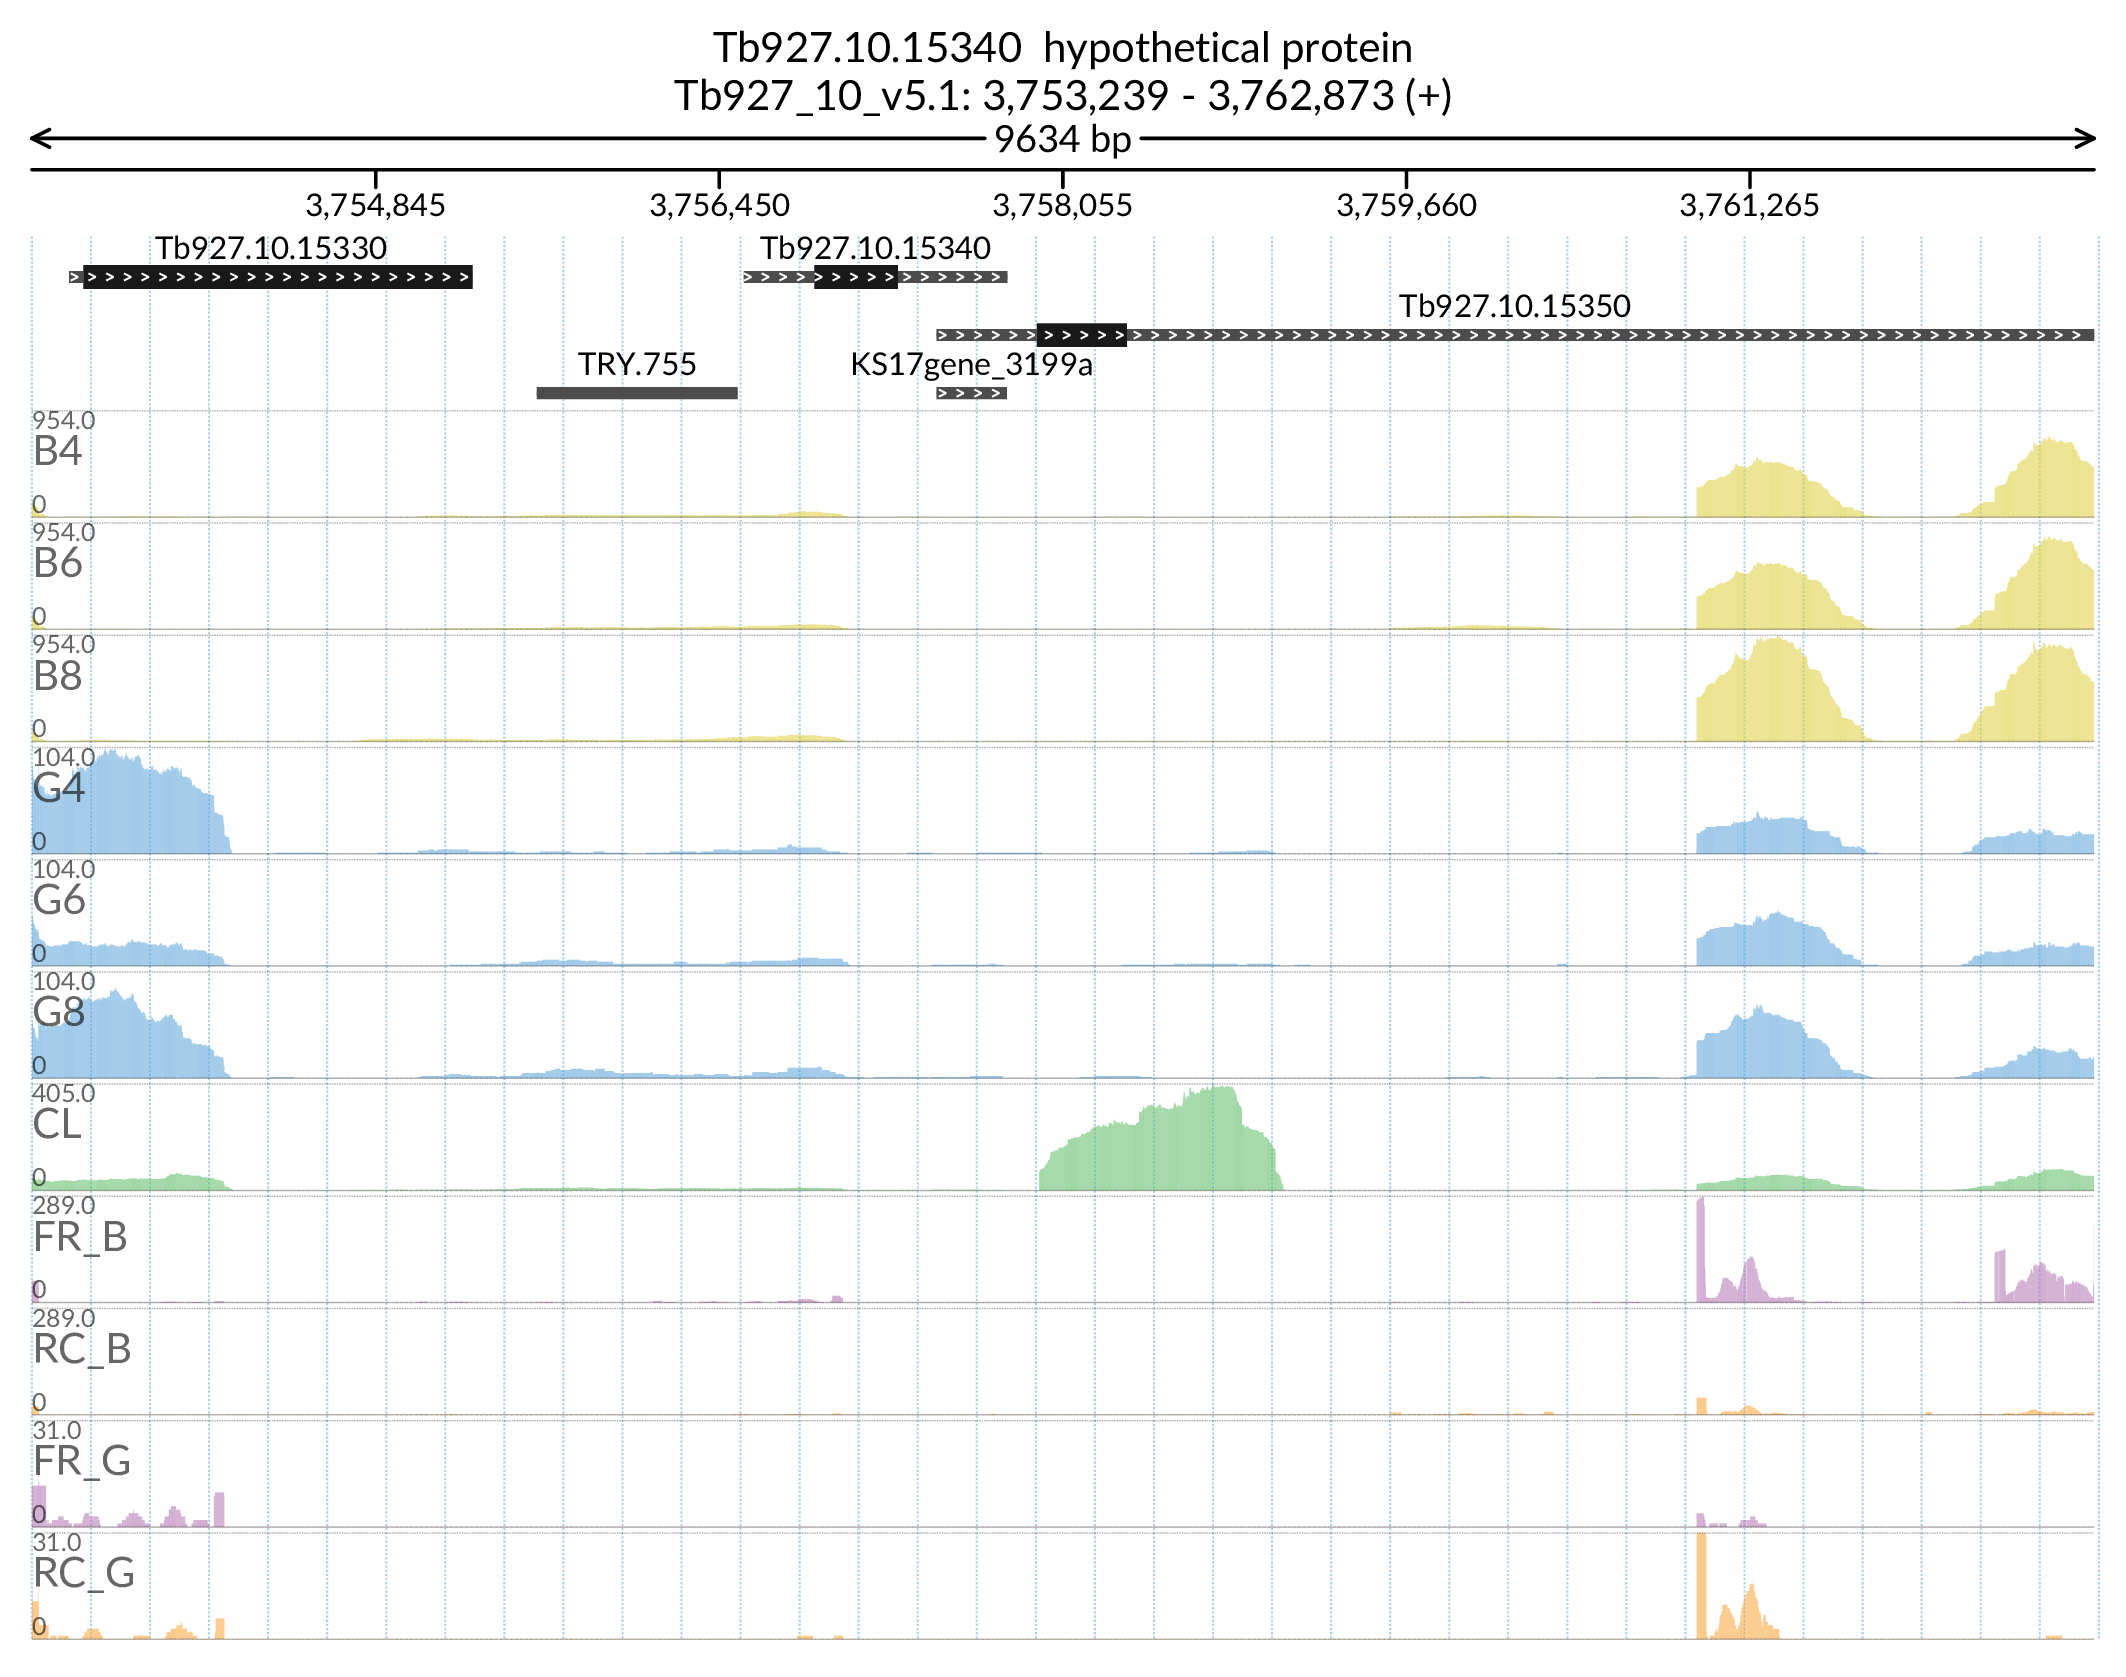 Tb927.10.15340  hypothetical protein
Tb927_10_v5.1: 3,753,239 - 3,762,873 (+)
9634 bp
3,754,845 3,756,450 3,758,055 3,759,660 3,761,265
Tb927.10.15330 Tb927.10.15340
Tb927.10.15350
TRY.755 KS17gene_3199a
954.0
B4
0
954.0
B6
0
954.0
B8
0
104.0
G4
0
104.0
G6
0
104.0
G8
0
405.0
CL
0
289.0
FR_B
0
289.0
RC_B
0
31.0
FR_G
0
31.0
RC_G
0